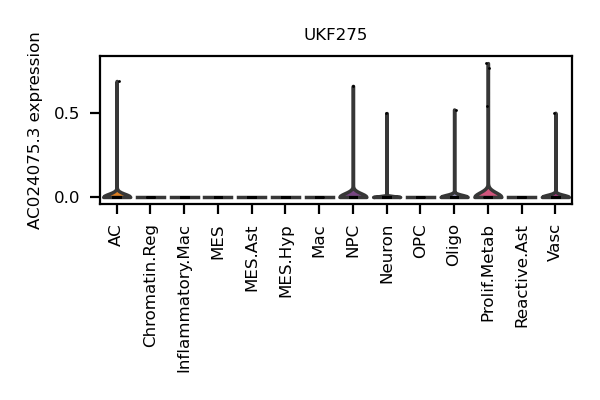 UKF275
AC024075.3 expression
0.5
0.0
AC
Chromatin.Reg
Inflammatory.Mac
MES
MES.Ast
MES.Hyp
Mac
NPC
Neuron
OPC
Oligo
Prolif.Metab
Reactive.Ast
Vasc